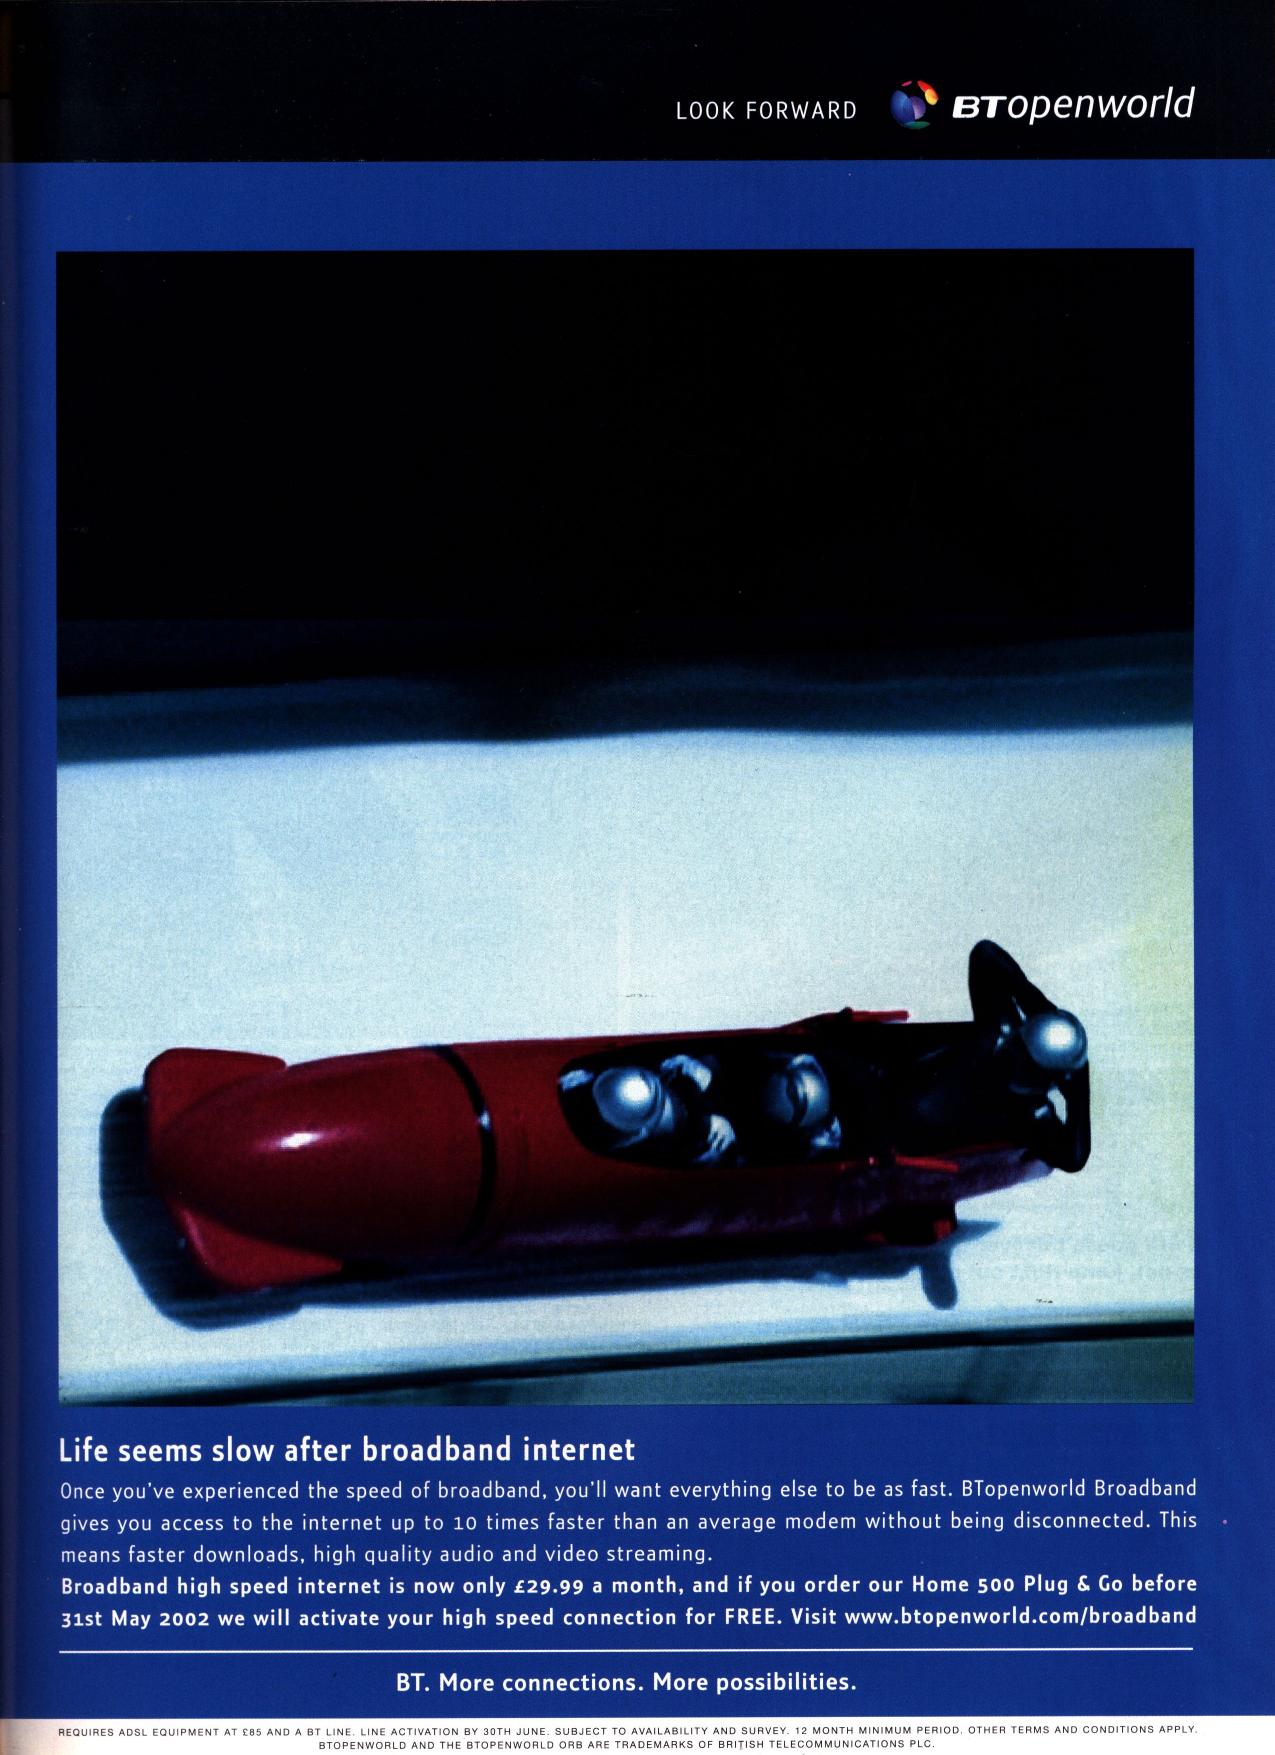 LOOK FORWARD BTopenworld
Life seems slow after broadband internet
Once you've experienced the speed of broadband, you'll want everything else to be as fast. BTopenworld Broadband
gives you access to the internet up to 10 times faster than an average modem without being disconnected. This
means faster downloads, high quality audio and video streaming.
Broadband high speed internet is now only £29.99 a month, and if you order our Home 500 Plug & Go before
31st May 2002 we will activate your high speed connection for FREE. Visit www.btopenworld.com/broadband
BT. More connections. More possibilities.
REQUIRES ADSL EQUIPMENT AT £85 AND A BT LINE. LINE ACTIVATION BY 30TH JUNE. SUBJECT TO AVAILABILITY AND SURVEY. 12 MONTH MINIMUM PERIOD. OTHER TERMS AND CONDITIONS APPLY.
BTOPENWORLD AND THE BTOPENWORLD ORB ARE TRADEMARKS OF BRITISH TELECOMMUNICATIONS PLC.